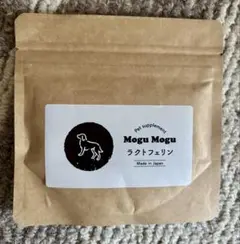 Pet supplement
Mogu Mogu
ラクトフェリン
Made in Japan